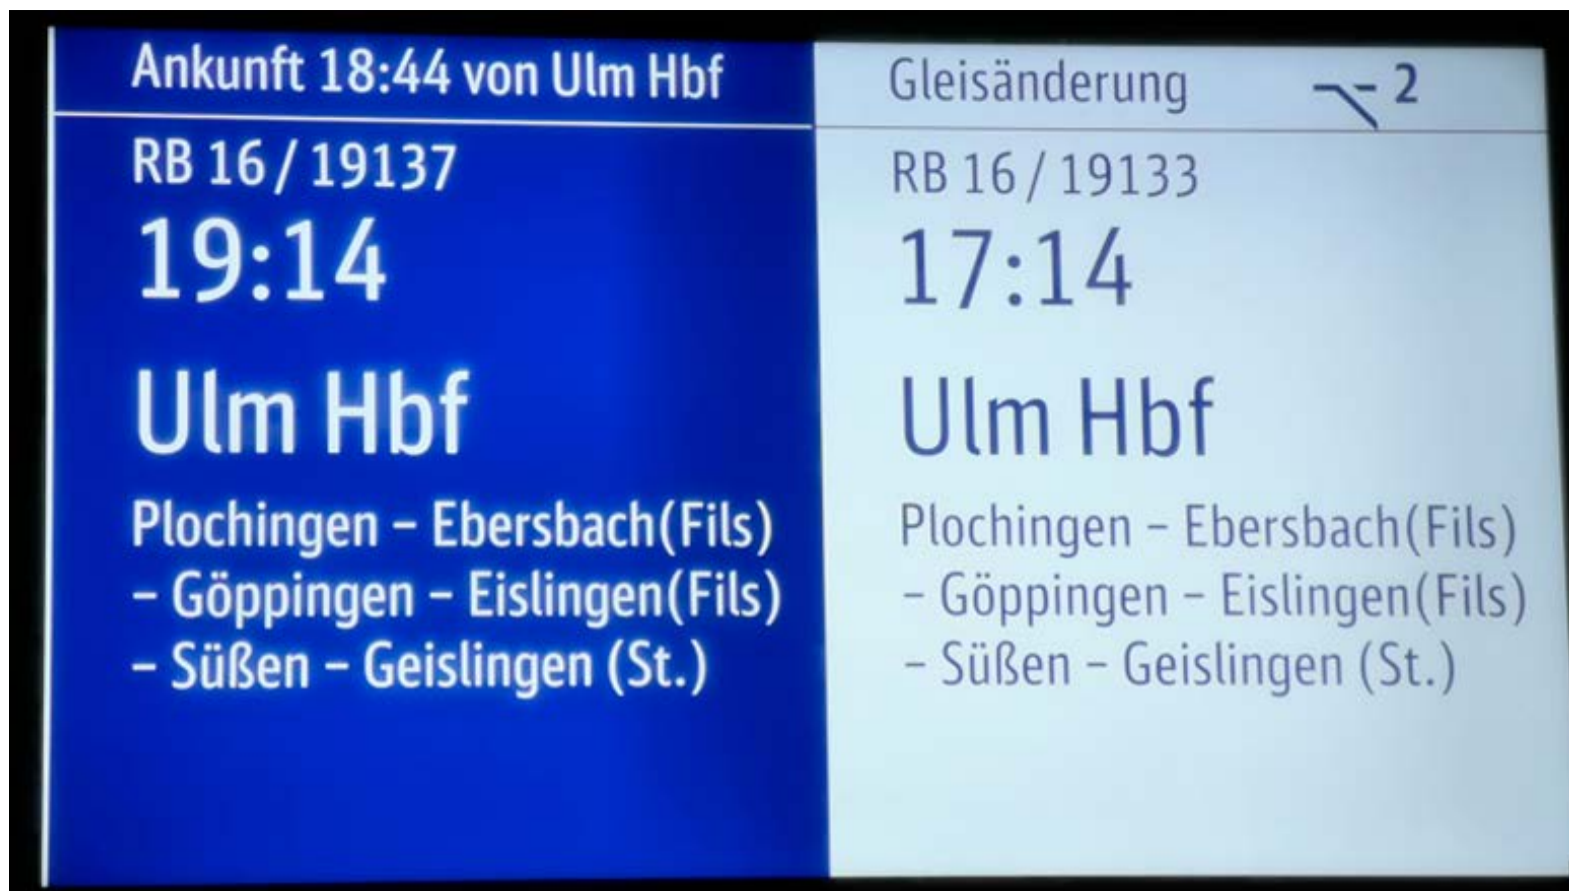 Ankunft 18:44 von Ulm Hbf
RB 16 / 19137
19:14
Ulm Hbf
Plochingen – Ebersbach(Fils)
– Göppingen – Eislingen(Fils)
– Süßen – Geislingen (St.)
Gleisänderung 2
RB 16 / 19133
17:14
Ulm Hbf
Plochingen – Ebersbach(Fils)
– Göppingen – Eislingen(Fils)
– Süßen – Geislingen (St.)